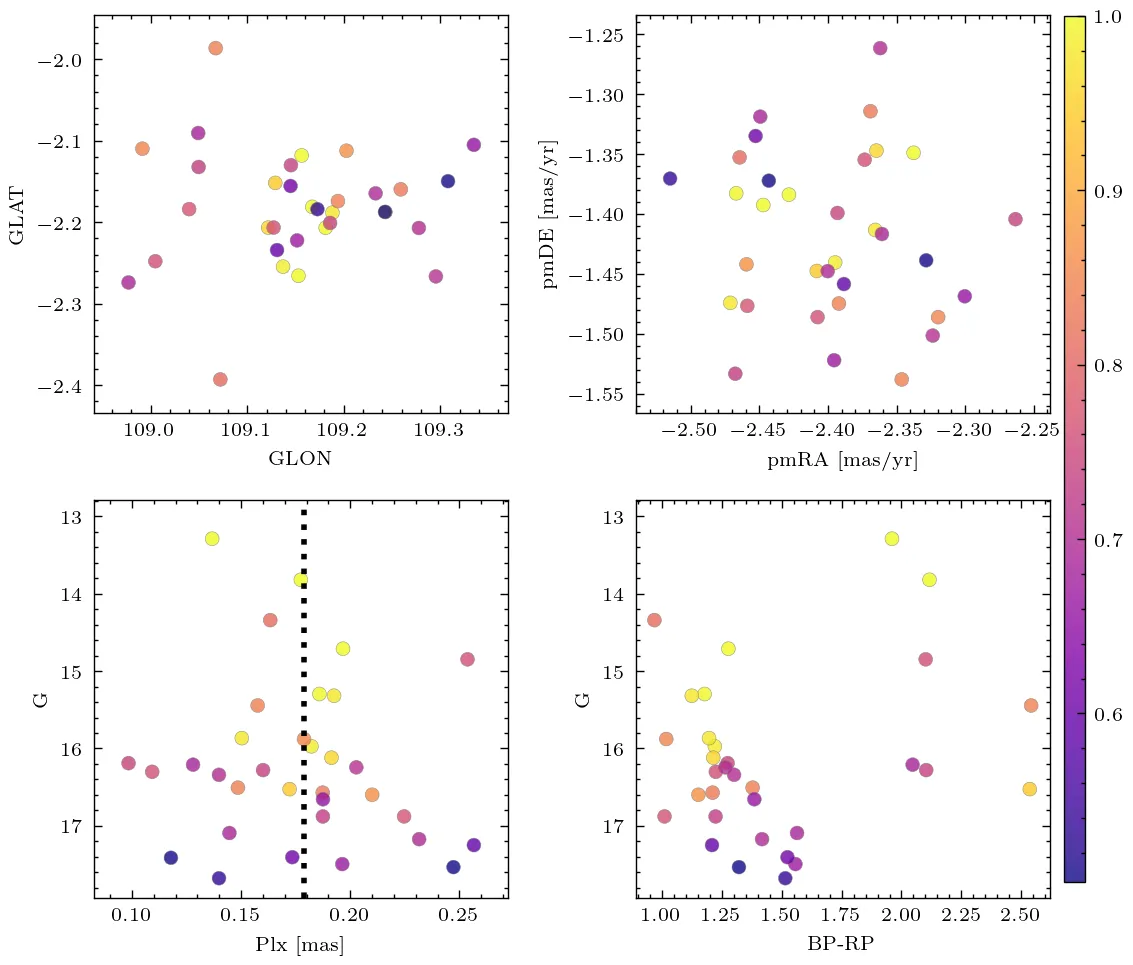 −2.0
−2.1
−2.2
−2.3
−2.4
GLAT
109.0 109.1 109.2 109.3
GLON
−1.25
−1.30
−1.35
−1.40
−1.45
−1.50
−1.55
pmDE [mas/yr]
−2.50 −2.45 −2.40 −2.35 −2.30 −2.25
pmRA [mas/yr]
13
14
15
16
17
G
0.10 0.15 0.20 0.25
Plx [mas]
13
14
15
16
17
G
1.00 1.25 1.50 1.75 2.00 2.25 2.50
BP-RP
1.0
0.9
0.8
0.7
0.6